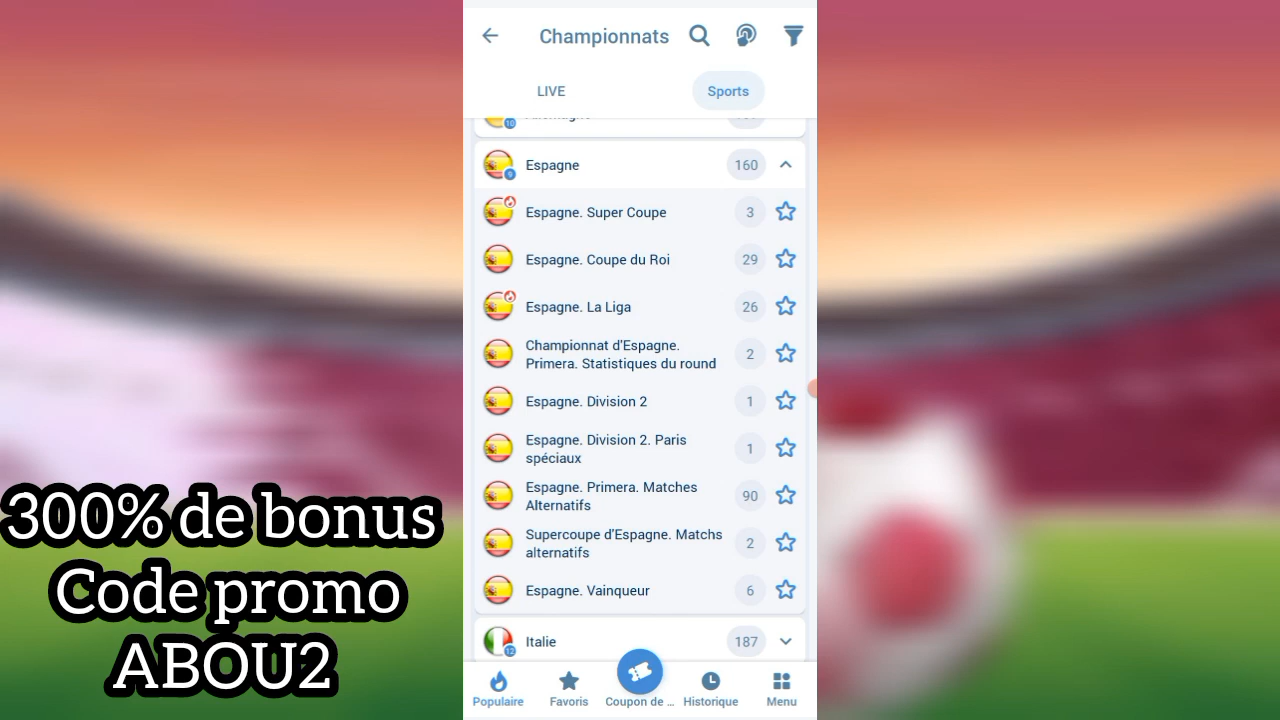 Championnats
LIVE
Sports
10
Espagne
160
9
Espagne. Super Coupe
3
Espagne. Coupe du Roi
29
Espagne. La Liga
26
Championnat d'Espagne.
Primera. Statistiques du round
2
Espagne. Division 2
1
Espagne. Division 2. Paris
spéciaux
1
Espagne. Primera. Matches
Alternatifs
90
Supercoupe d'Espagne. Matchs
alternatifs
2
Espagne. Vainqueur
6
Italie
187
12
Populaire
Favoris
Coupon de ...
Historique
Menu
300% de bonus
Code promo
ABOU2